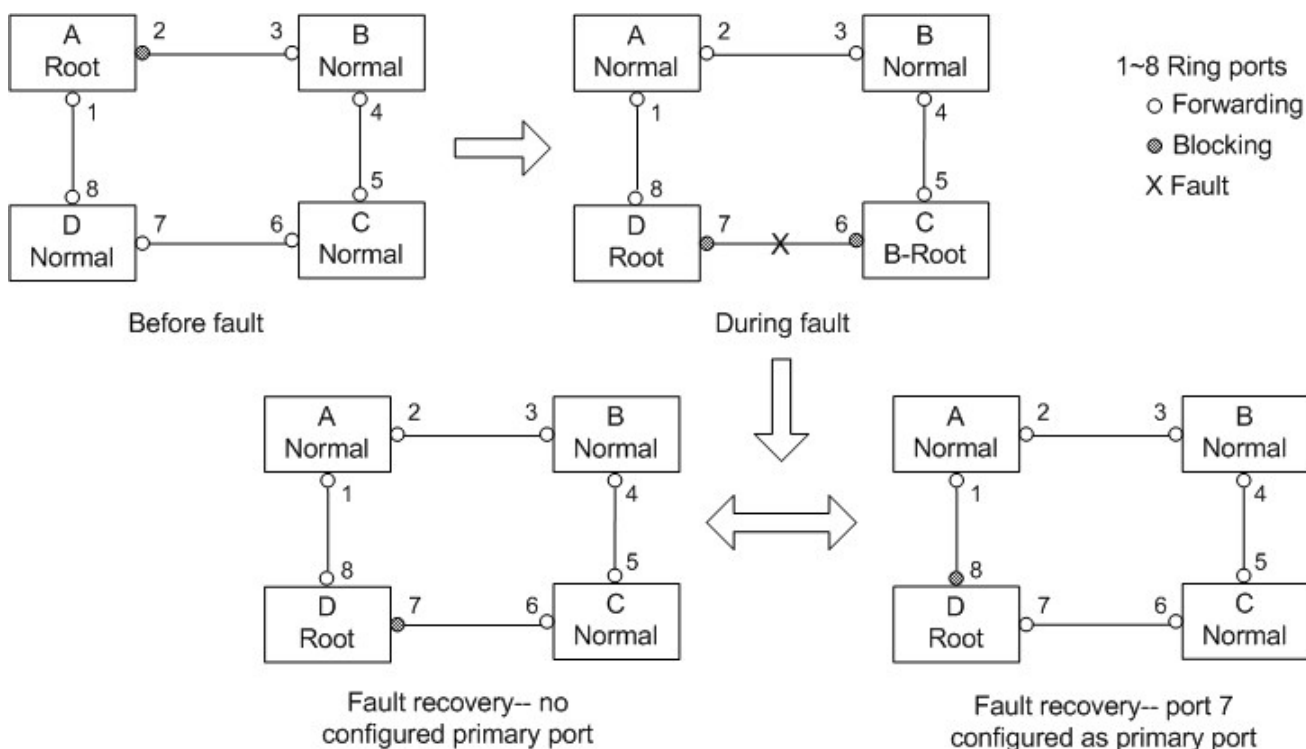 A
Root
2
3
B
Normal
1
4
8
5
D
Normal
7
6
C
Normal
Before fault
A
Normal
2
3
B
Normal
1
4
8
5
D
Root
7
X
6
C
B-Root
During fault
1~8 Ring ports
Forwarding
Blocking
X Fault
A
Normal
2
3
B
Normal
1
4
8
5
D
Root
7
6
C
Normal
Fault recovery-- no
configured primary port
A
Normal
2
3
B
Normal
1
4
8
5
D
Root
7
6
C
Normal
Fault recovery-- port 7
configured as primary port